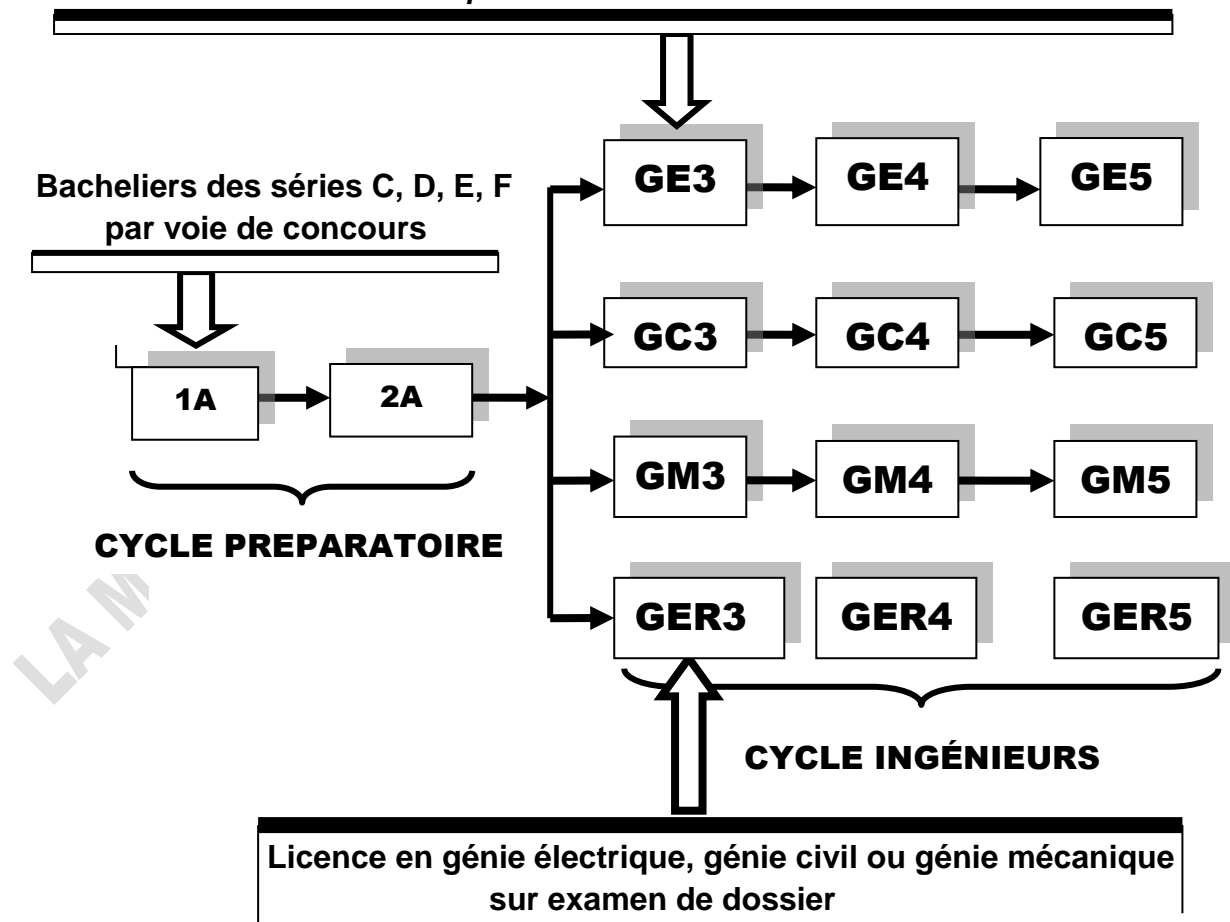 Bacheliers des séries C, D, E, F
par voie de concours
GE3 GE4 GE5
GC3 GC4 GC5
1A 2A
GM3 GM4 GM5
CYCLE PREPARATOIRE
GER3 GER4 GER5
LA
CYCLE INGÉNIEURS
Licence en génie électrique, génie civil ou génie mécanique
sur examen de dossier